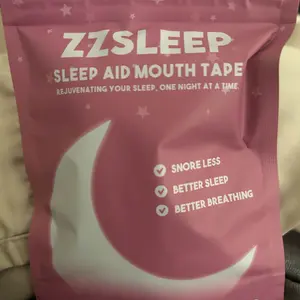 ZZSLEEP
SLEEP AID MOUTH TAPE
REJUVENATING YOUR SLEEP, ONE NIGHT AT A TIME.
SNORE LESS
BETTER SLEEP
BETTER BREATHING